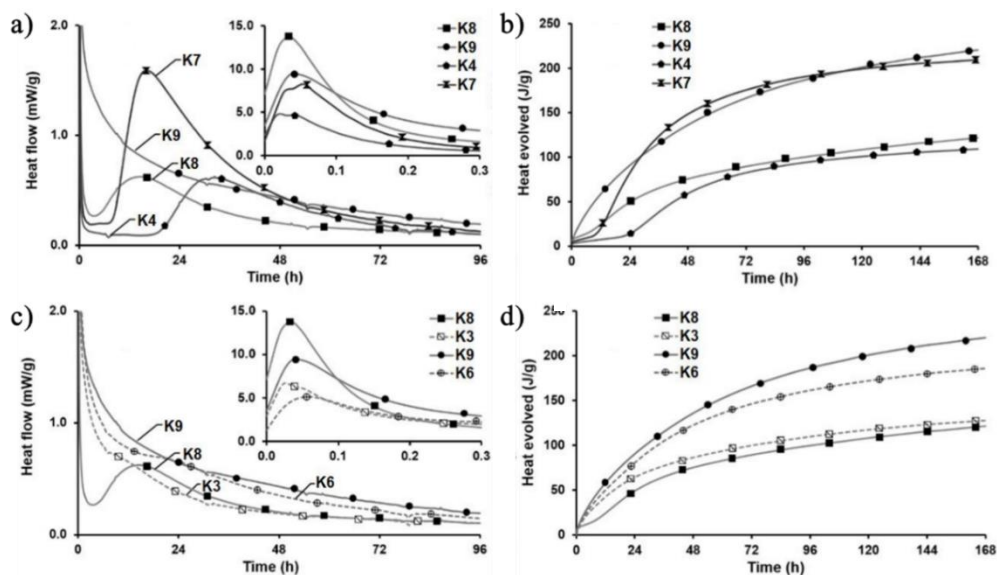 a)
Heat flow (mW/g)
2.0
1.0
0.0
0 24 48 72 96
Time (h)
K7
K9
K8
K4
15.0
10.0
5.0
0.0
0.0 0.1 0.2 0.3
K8
K9
K4
K7
b)
Heat evolved (J/g)
250
200
150
100
50
0
0 24 48 72 96 120 144 168
Time (h)
K8
K9
K4
K7
c)
Heat flow (mW/g)
2.0
1.0
0.0
0 24 48 72 96
Time (h)
K9
K8
K3
K6
15.0
10.0
5.0
0.0
0.0 0.1 0.2 0.3
K8
K3
K9
K6
d)
Heat evolved (J/g)
200
150
100
50
0
0 24 48 72 96 120 144 168
Time (h)
K8
K3
K9
K6